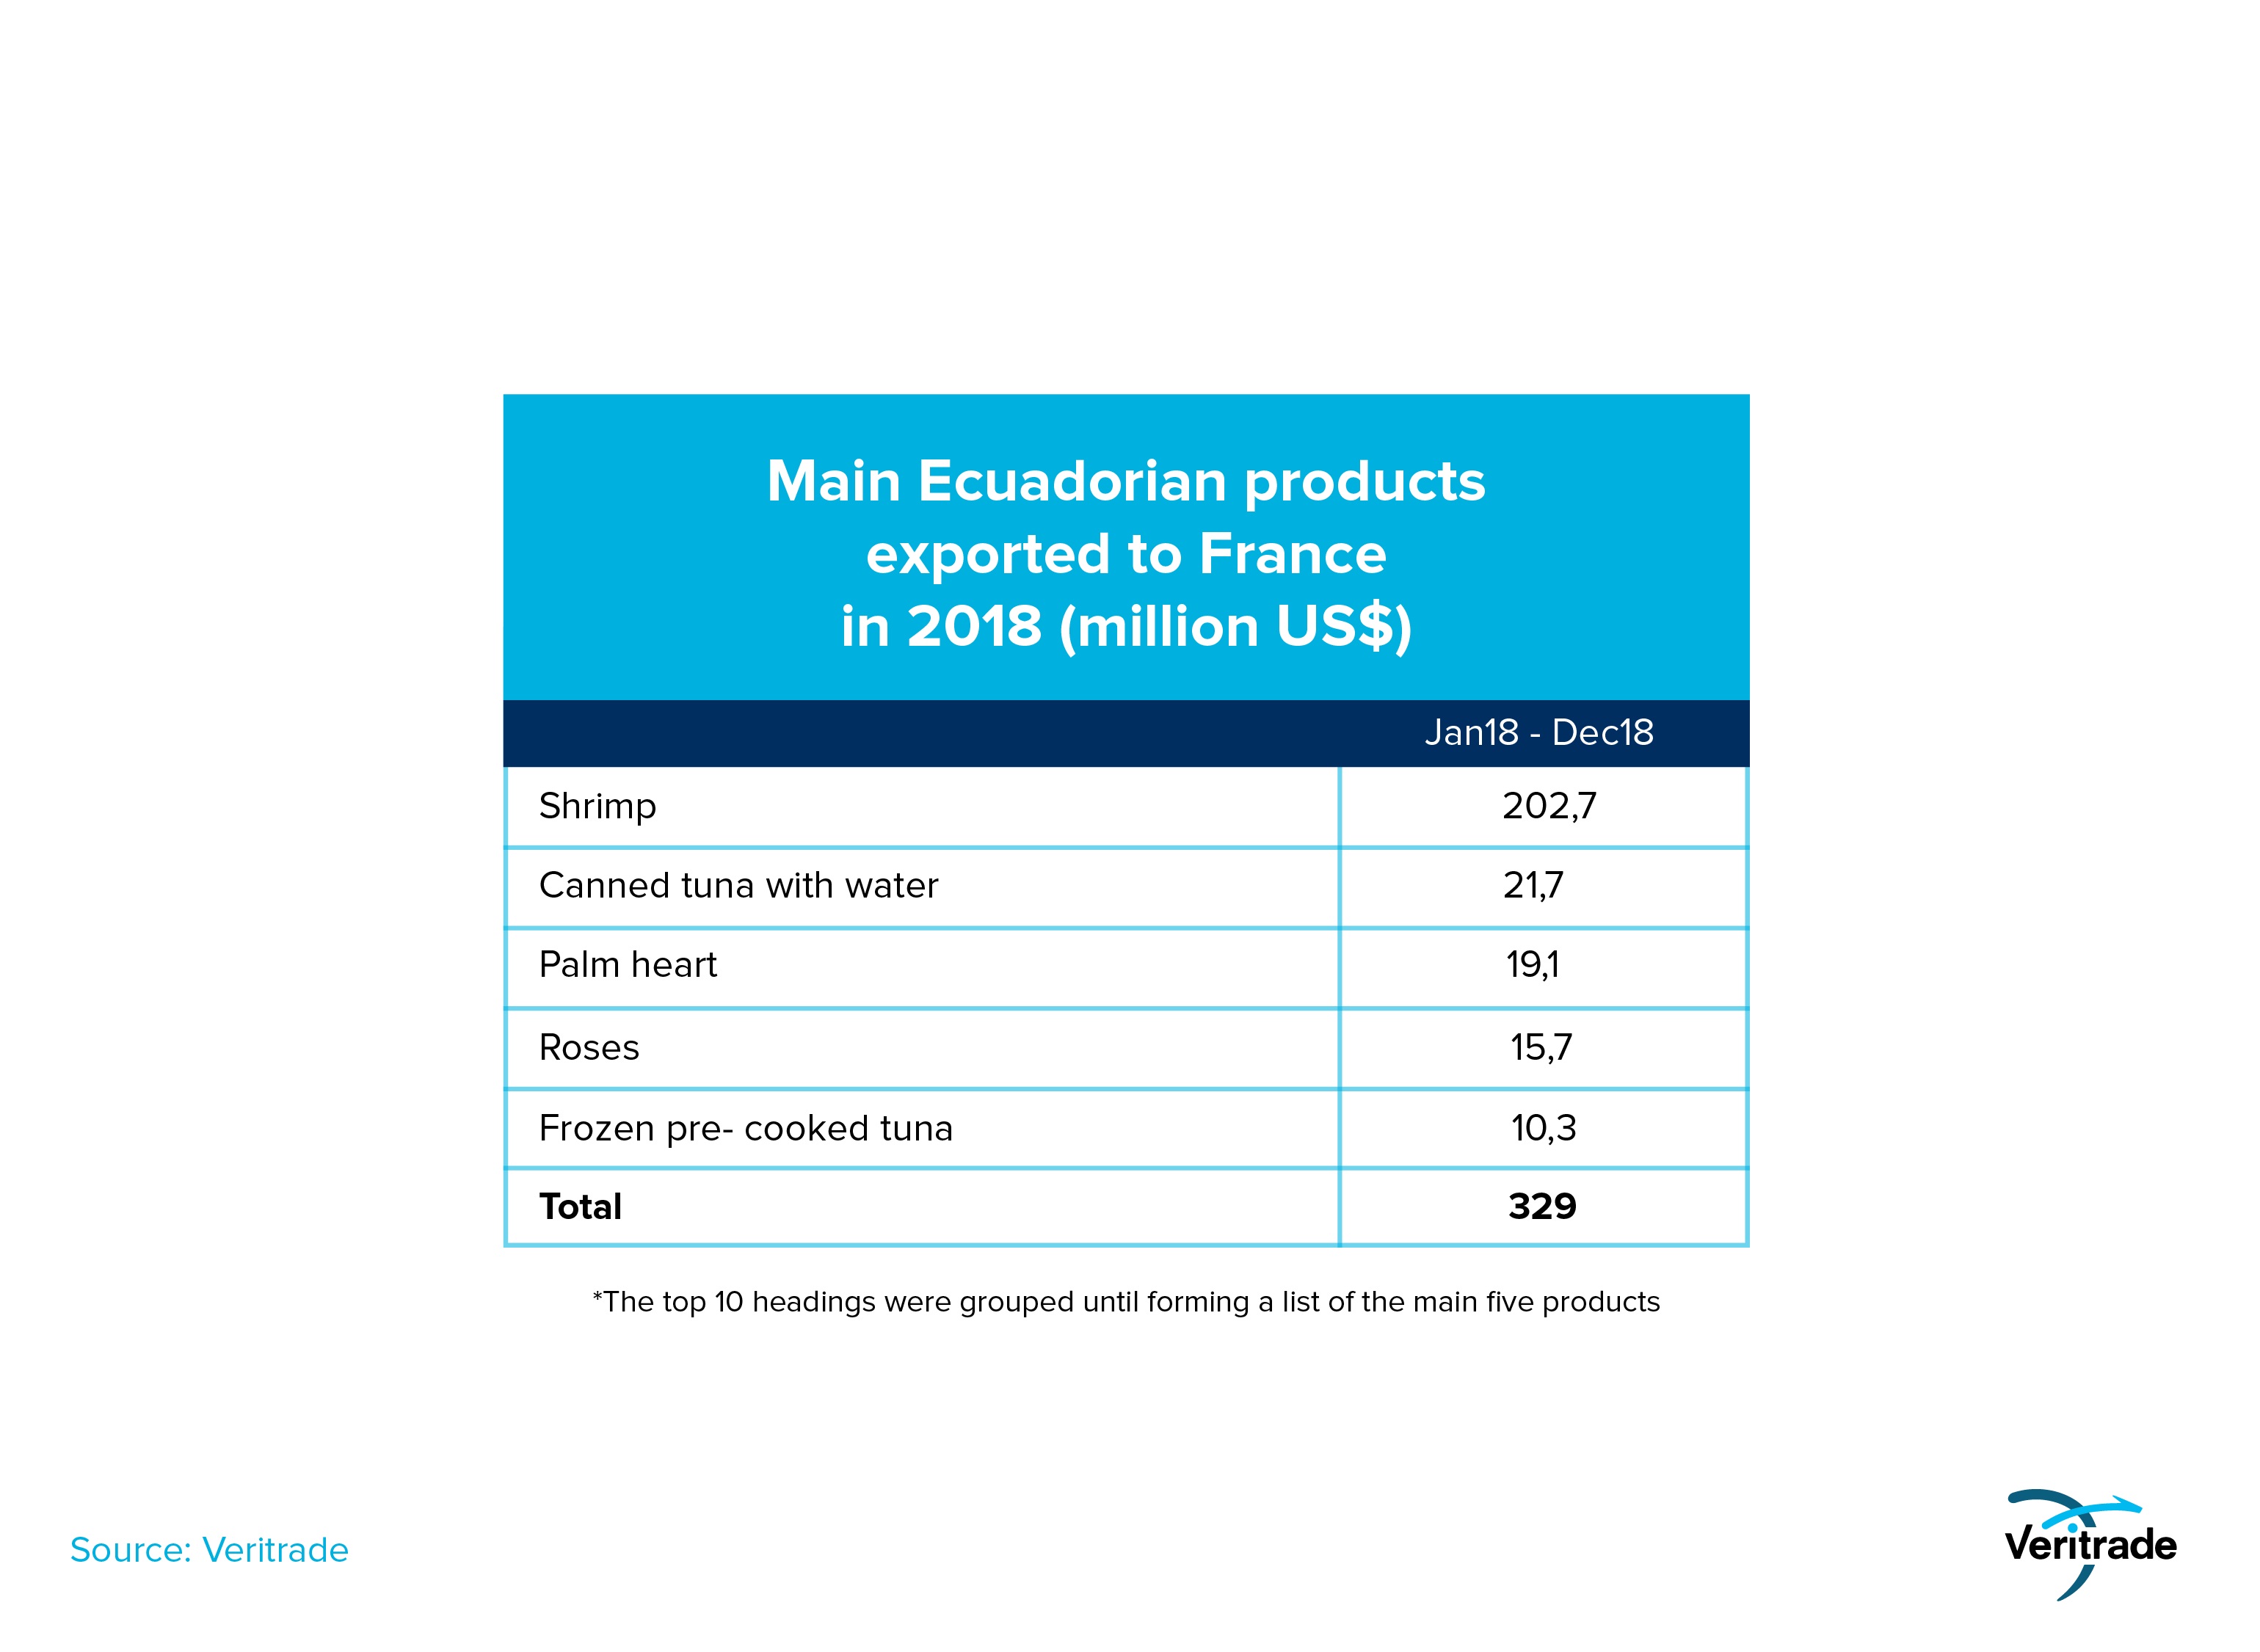 Main Ecuadorian products
exported to France
in 2018 (million US$)
Jan18 - Dec18
Shrimp 202,7
Canned tuna with water 21,7
Palm heart 19,1
Roses 15,7
Frozen pre- cooked tuna 10,3
Total 329
*The top 10 headings were grouped until forming a list of the main five products
Source: Veritrade
Veritrade